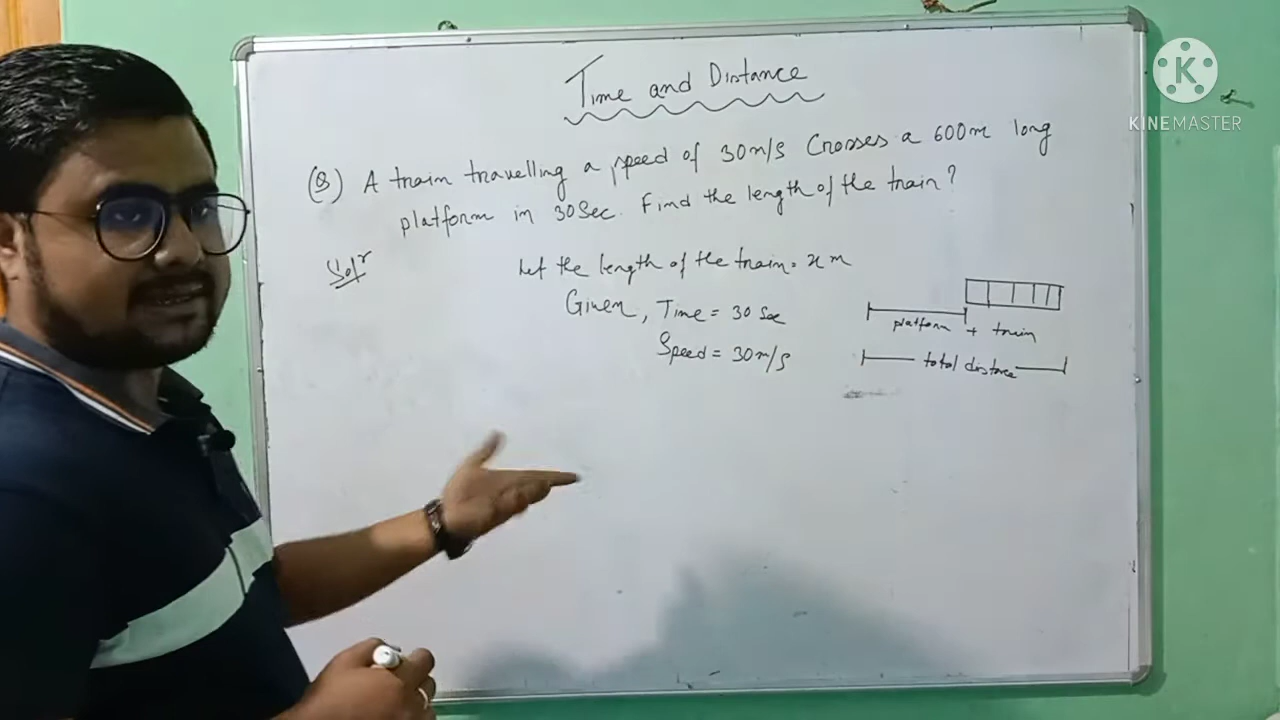 Time and Distance
(8) A train travelling a speed of 30m/s Crosses a 600m long
platform in 30Sec. Find the length of the train?
Solⁿ
Let the length of the train = x m
Given, Time = 30 Sec
Speed = 30m/s
platform + train
total distance
KINEMASTER